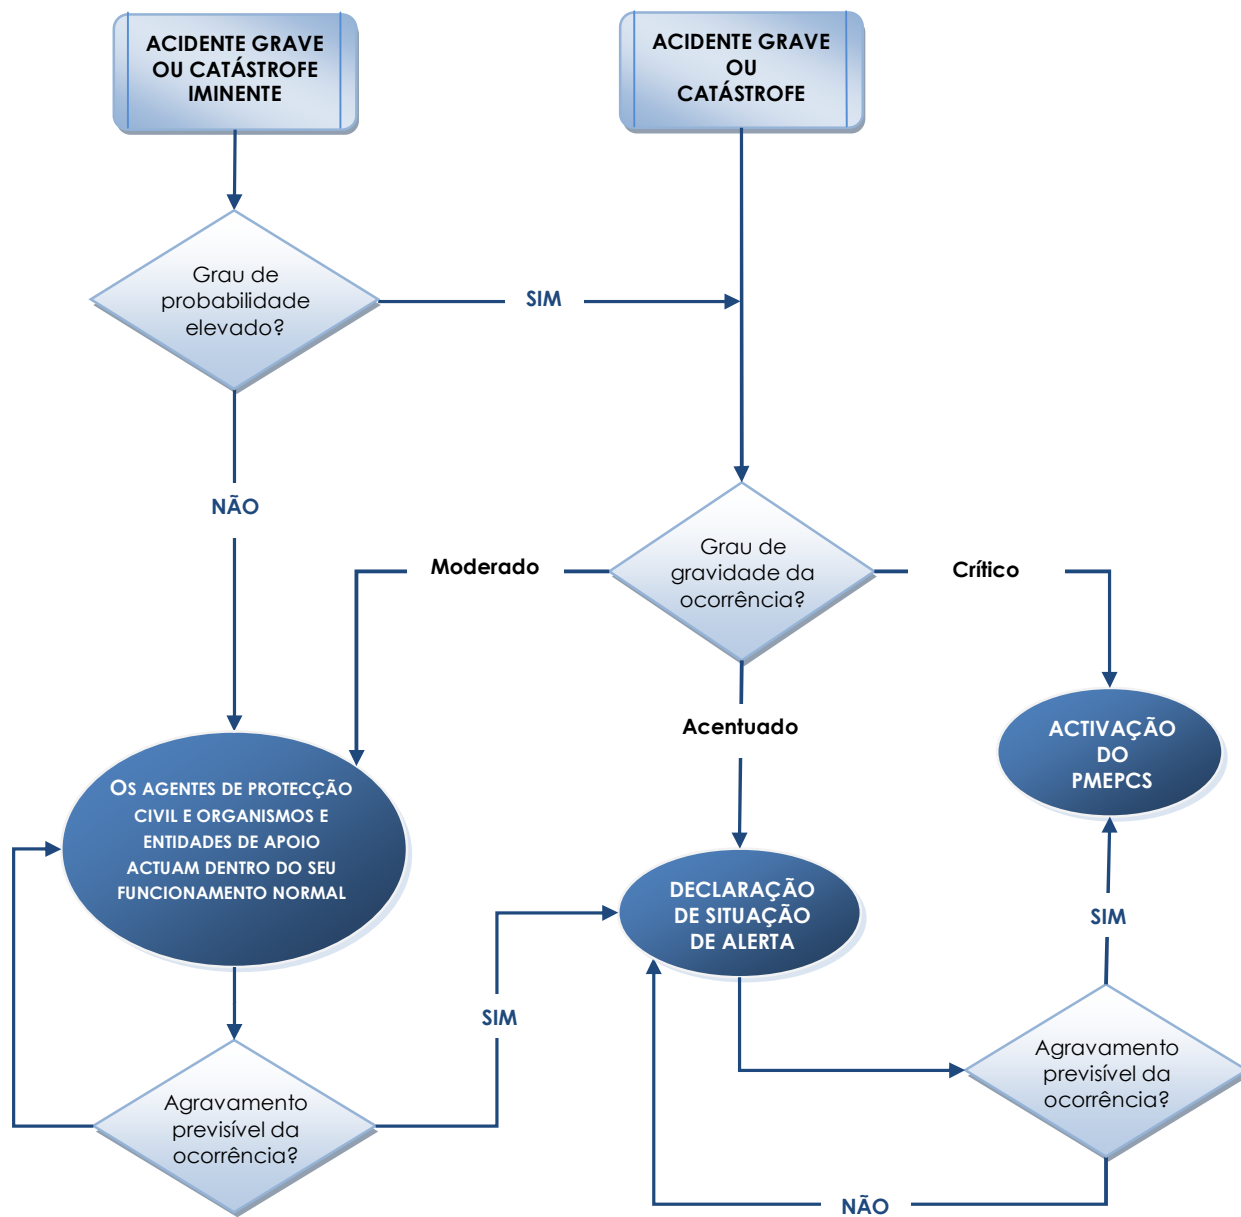 ACIDENTE GRAVE
OU CATÁSTROFE
IMINENTE
ACIDENTE GRAVE
OU
CATÁSTROFE
Grau de
probabilidade
elevado?
SIM
NÃO
Grau de
gravidade da
ocorrência?
Moderado
Crítico
Acentuado
ACTIVAÇÃO
DO
PMEPCS
OS AGENTES DE PROTECÇÃO
CIVIL E ORGANISMOS E
ENTIDADES DE APOIO
ACTUAM DENTRO DO SEU
FUNCIONAMENTO NORMAL
DECLARAÇÃO
DE SITUAÇÃO
DE ALERTA
SIM
SIM
Agravamento
previsível da
ocorrência?
Agravamento
previsível da
ocorrência?
NÃO